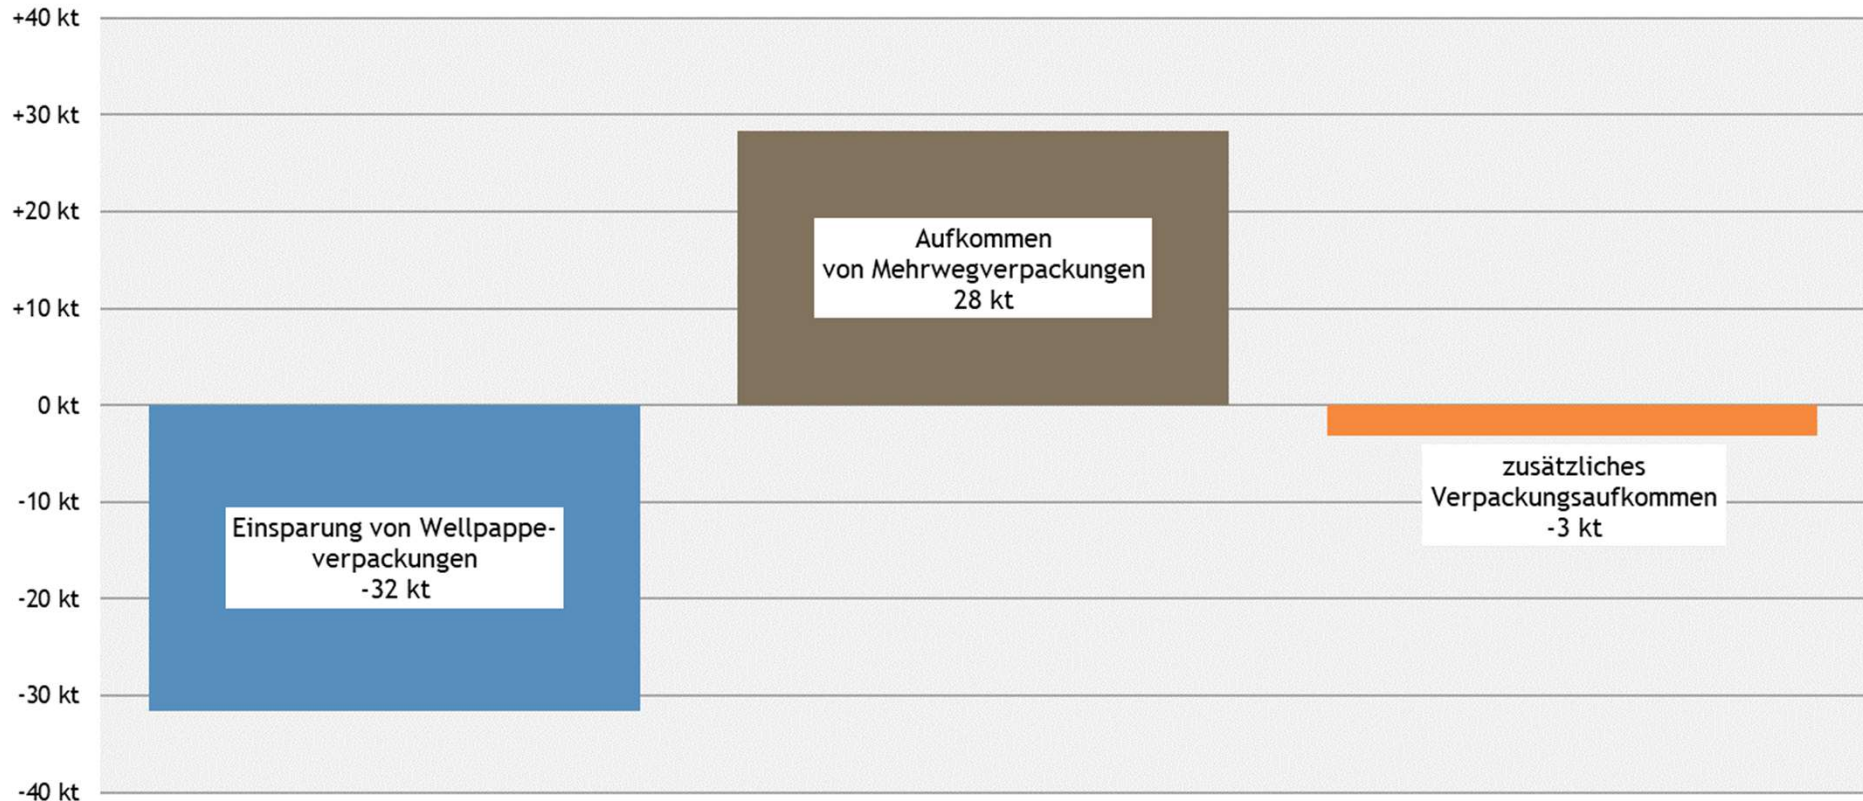 +40 kt
+30 kt
+20 kt
+10 kt
0 kt
-10 kt
-20 kt
-30 kt
-40 kt
Einsparung von Wellpappe-
verpackungen
-32 kt
Aufkommen
von Mehrwegverpackungen
28 kt
zusätzliches
Verpackungsaufkommen
-3 kt